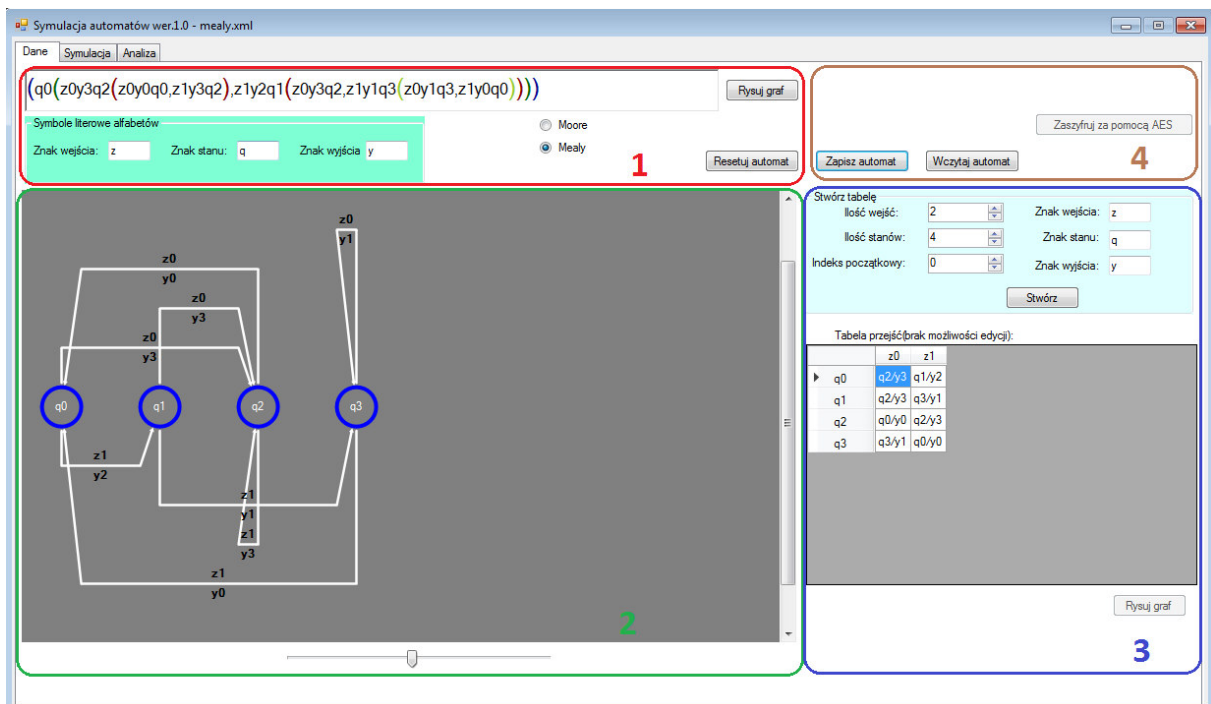 Symulacja automatów wer.1.0 - mealy.xml
Dane Symulacja Analiza
(q0(z0y3q2(z0y0q0,z1y3q2),z1y2q1(z0y3q2,z1y1q3(z0y1q3,z1y0q0))))
Rysuj graf
Symbole literowe alfabetów
Znak wejścia: z Znak stanu: q Znak wyjścia y
Moore
Mealy
1
Resetuj automat
Zaszyfruj za pomocą AES
Zapisz automat Wczytaj automat
4
z0
y1
z0
y0
z0
y3
z0
y3
q0 q1 q2 q3
z1
y2
z1
y1
z1
y3
z1
y0
2
Stwórz tabelę
Ilość wejść: 2 Znak wejścia: z
Ilość stanów: 4 Znak stanu: q
Indeks początkowy: 0 Znak wyjścia: y
Stwórz
Tabela przejść(brak możliwości edycji):
z0 z1
q0 q2/y3 q1/y2
q1 q2/y3 q3/y1
q2 q0/y0 q2/y3
q3 q3/y1 q0/y0
Rysuj graf
3